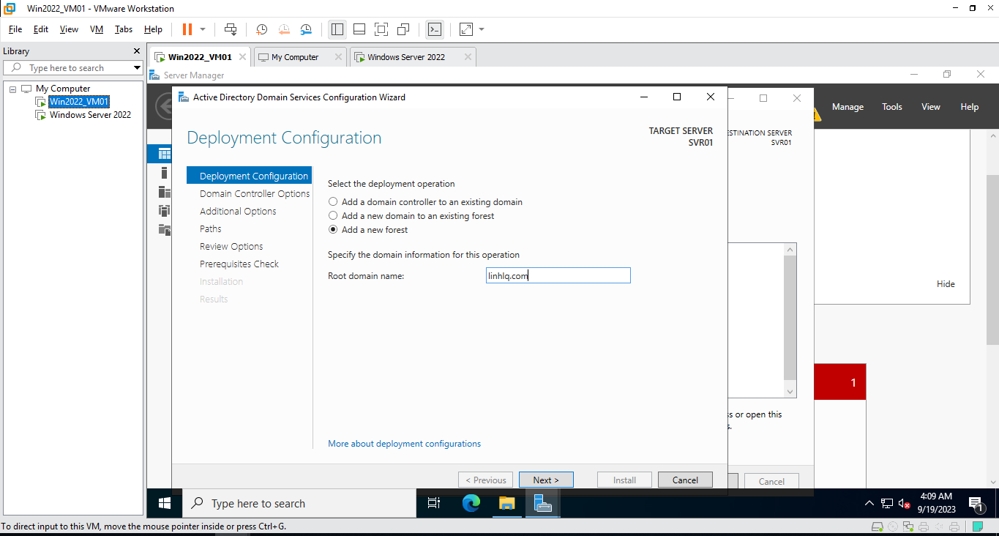 Win2022_VM01 - VMware Workstation
File Edit View VM Tabs Help
Library
Type here to search
My Computer
Win2022_VM01
Windows Server 2022
Win2022_VM01
My Computer
Windows Server 2022
Server Manager
Manage Tools View Help
Active Directory Domain Services Configuration Wizard
Deployment Configuration
TARGET SERVER
SVR01
ESTINATION SERVER
SVR01
Deployment Configuration
Domain Controller Options
Additional Options
Paths
Review Options
Prerequisites Check
Installation
Results
Select the deployment operation
Add a domain controller to an existing domain
Add a new domain to an existing forest
Add a new forest
Specify the domain information for this operation
Root domain name: linhlq.com
More about deployment configurations
Hide
1
ss or open this
s.
< Previous Next > Install Cancel
Cancel
Type here to search
4:09 AM
9/19/2023
1
To direct input to this VM, move the mouse pointer inside or press Ctrl+G.